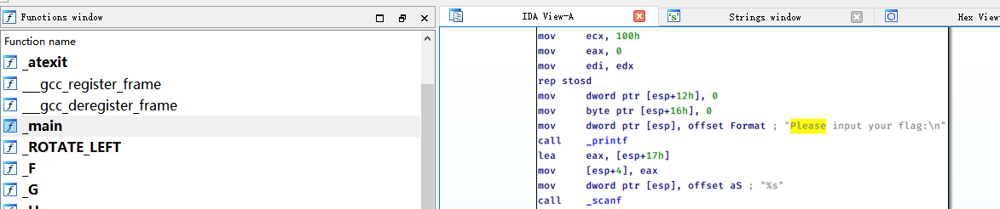 Functions window
IDA View-A
Strings window
Hex View
Function name
_atexit
___gcc_register_frame
___gcc_deregister_frame
_main
_ROTATE_LEFT
_F
_G
mov ecx, 100h
mov eax, 0
mov edi, edx
rep stosd
mov dword ptr [esp+12h], 0
mov byte ptr [esp+16h], 0
mov dword ptr [esp], offset Format ; "Please input your flag:\n"
call _printf
lea eax, [esp+17h]
mov [esp+4], eax
mov dword ptr [esp], offset aS ; "%s"
call _scanf